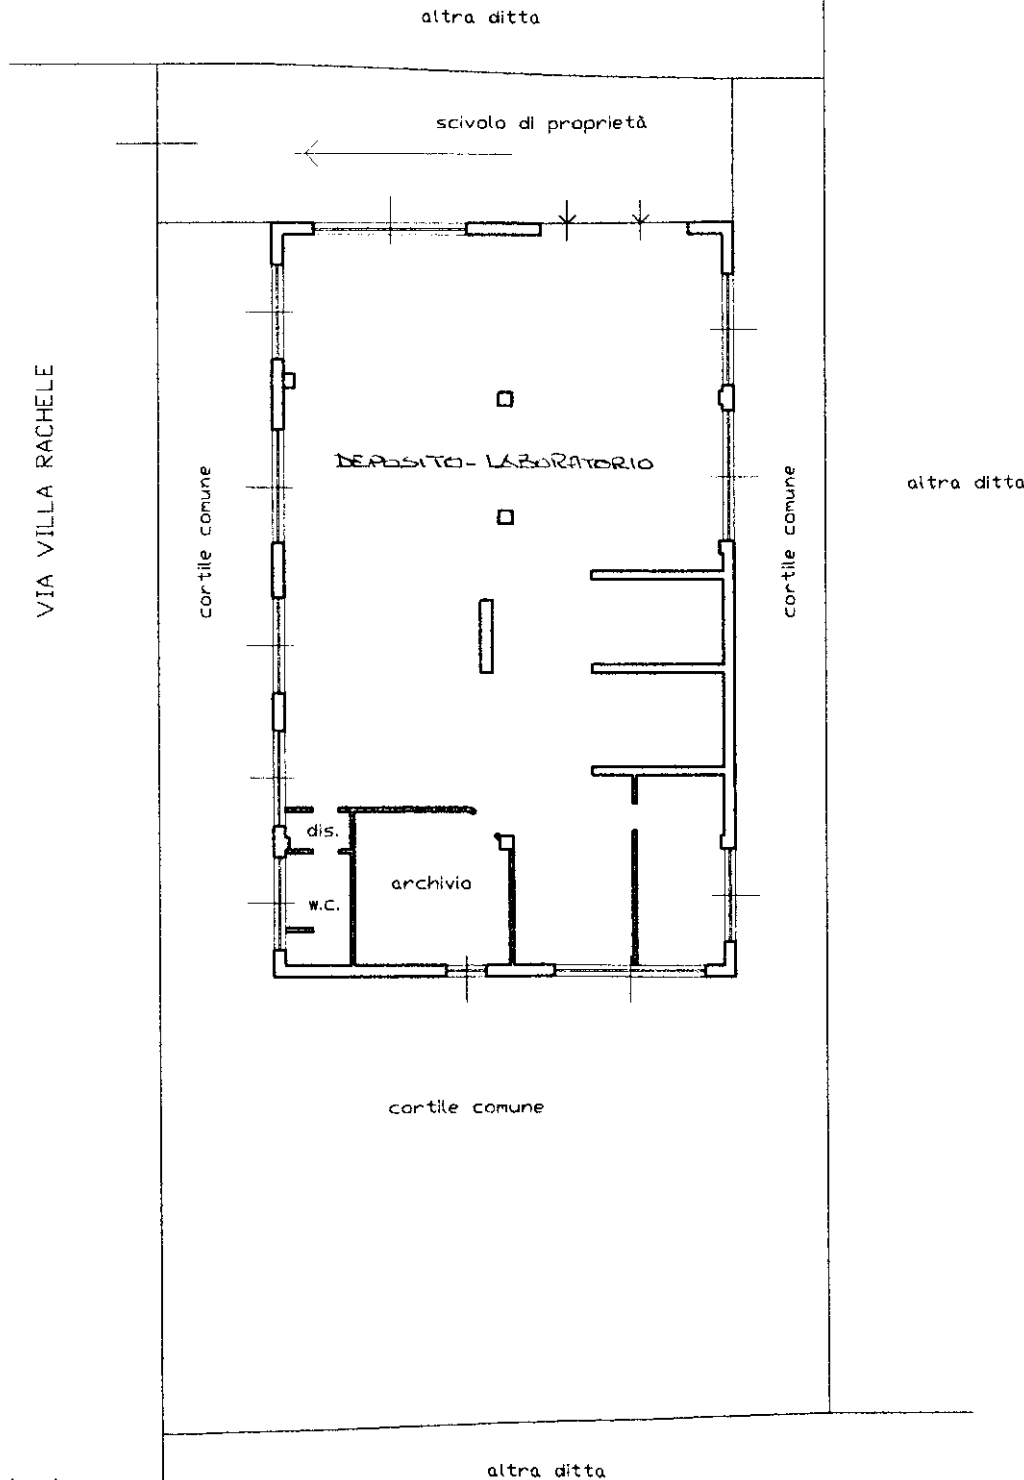 altra ditta
scivolo di proprietà
VIA VILLA RACHELE
cortile comune
DEPOSITO-LABORATORIO
cortile comune
altra ditta
dis.
archivio
w.c.
cortile comune
altra ditta